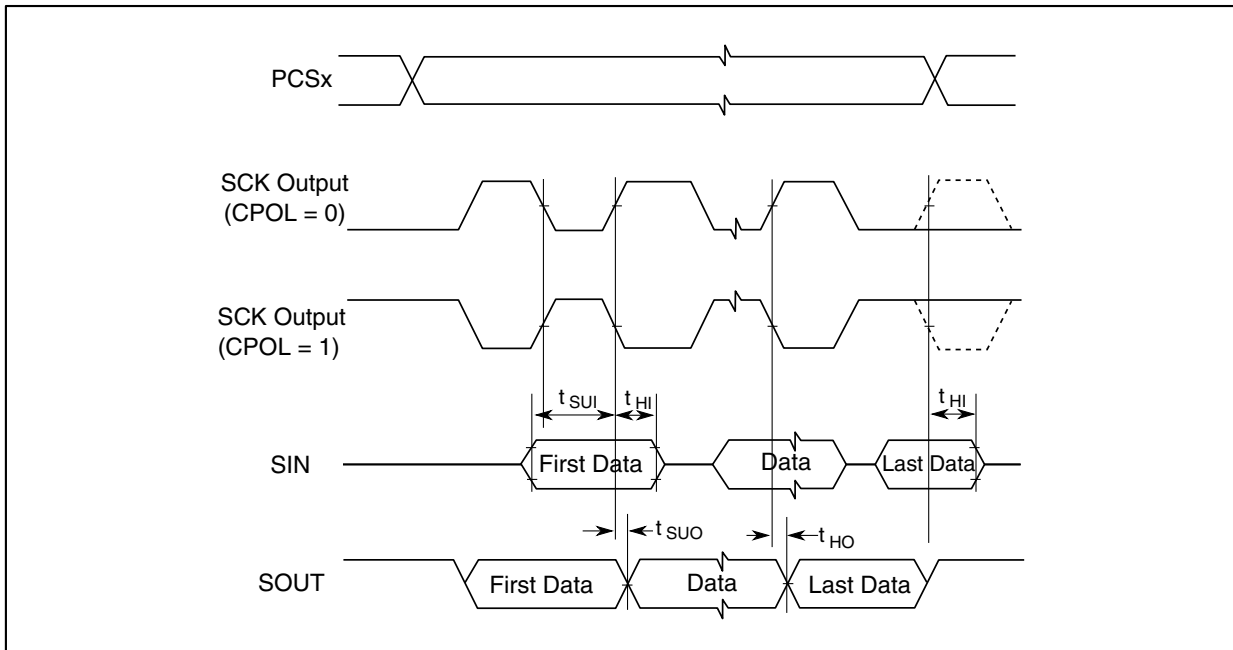 PCSx
SCK Output
(CPOL = 0)
SCK Output
(CPOL = 1)
t SUI
t HI
t HI
SIN
First Data
Data
Last Data
t SUO
t HO
SOUT
First Data
Data
Last Data